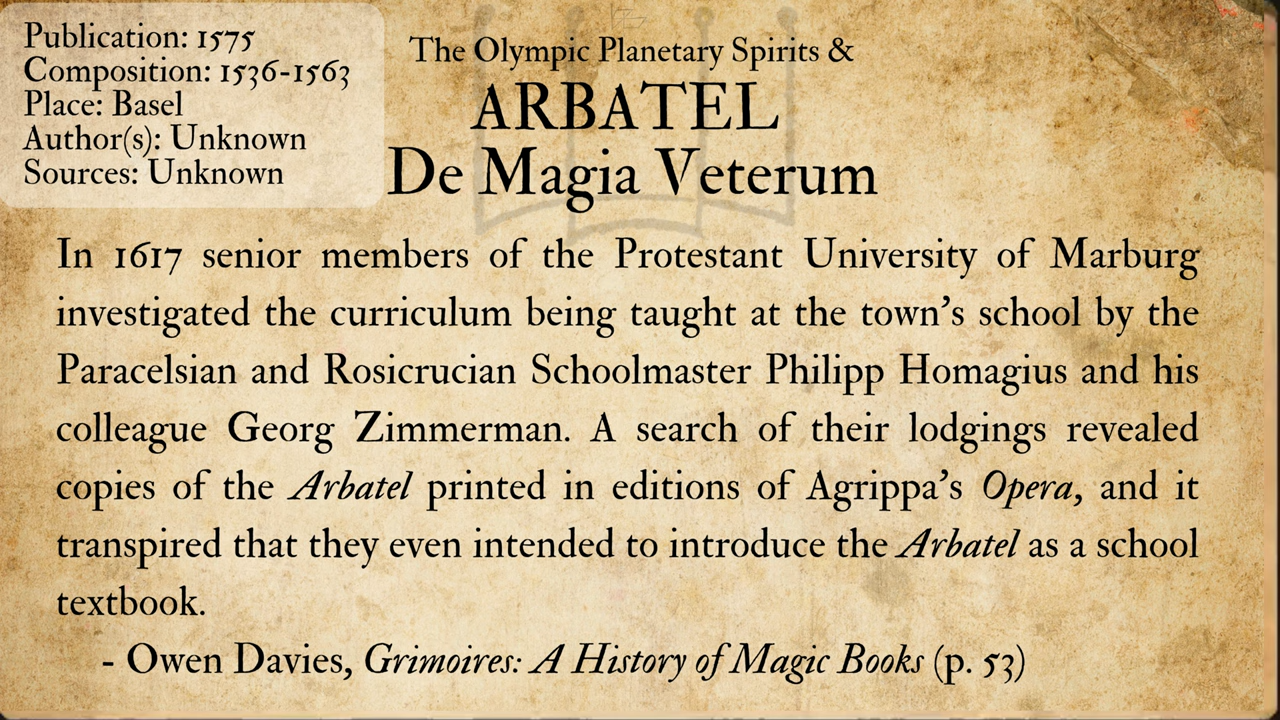 Publication: 1575
Composition: 1536-1563
Place: Basel
Author(s): Unknown
Sources: Unknown
The Olympic Planetary Spirits &
ARBATEL
De Magia Veterum
In 1617 senior members of the Protestant University of Marburg
investigated the curriculum being taught at the town's school by the
Paracelsian and Rosicrucian Schoolmaster Philipp Homagius and his
colleague Georg Zimmerman. A search of their lodgings revealed
copies of the Arbatel printed in editions of Agrippa's Opera, and it
transpired that they even intended to introduce the Arbatel as a school
textbook.
- Owen Davies, Grimoires: A History of Magic Books (p. 53)